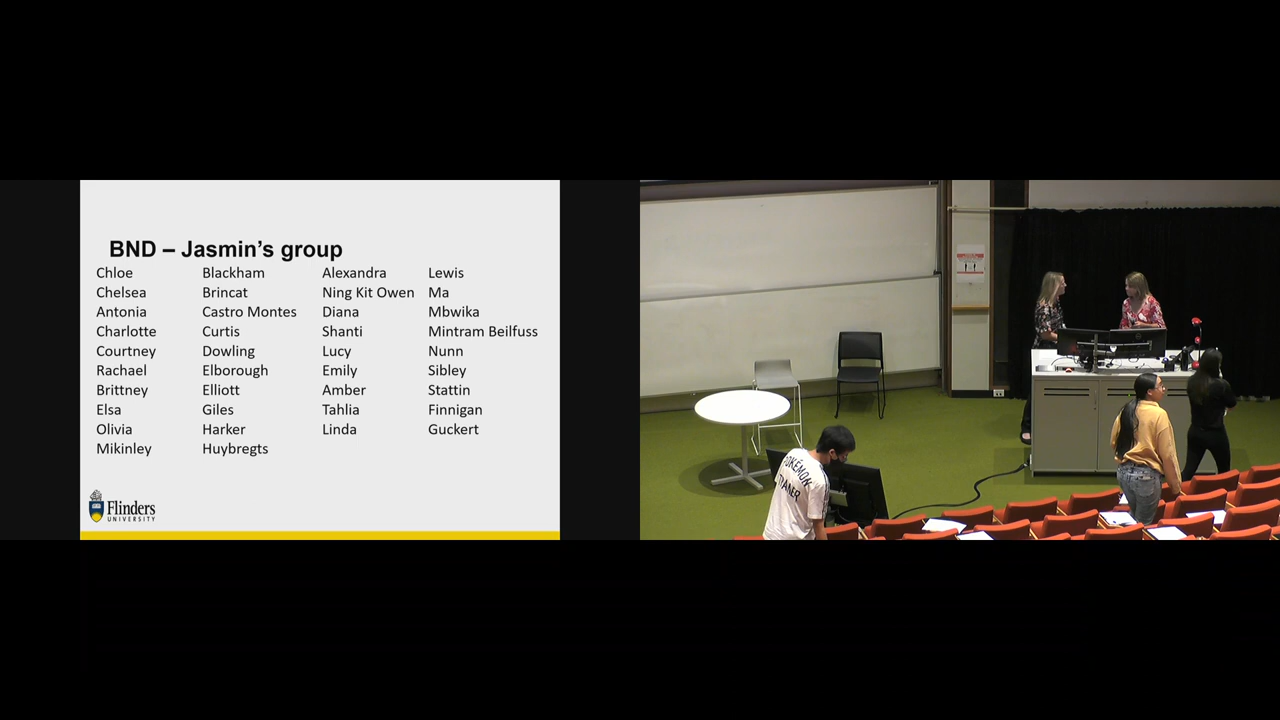 BND – Jasmin's group
Chloe Blackham Alexandra Lewis
Chelsea Brincat Ning Kit Owen Ma
Antonia Castro Montes Diana Mbwika
Charlotte Curtis Shanti Mintram Beilfuss
Courtney Dowling Lucy Nunn
Rachael Elborough Emily Sibley
Brittney Elliott Amber Stattin
Elsa Giles Tahlia Finnigan
Olivia Harker Linda Guckert
Mikinley Huybregts
Flinders
UNIVERSITY
POKÉMON
TRAINER